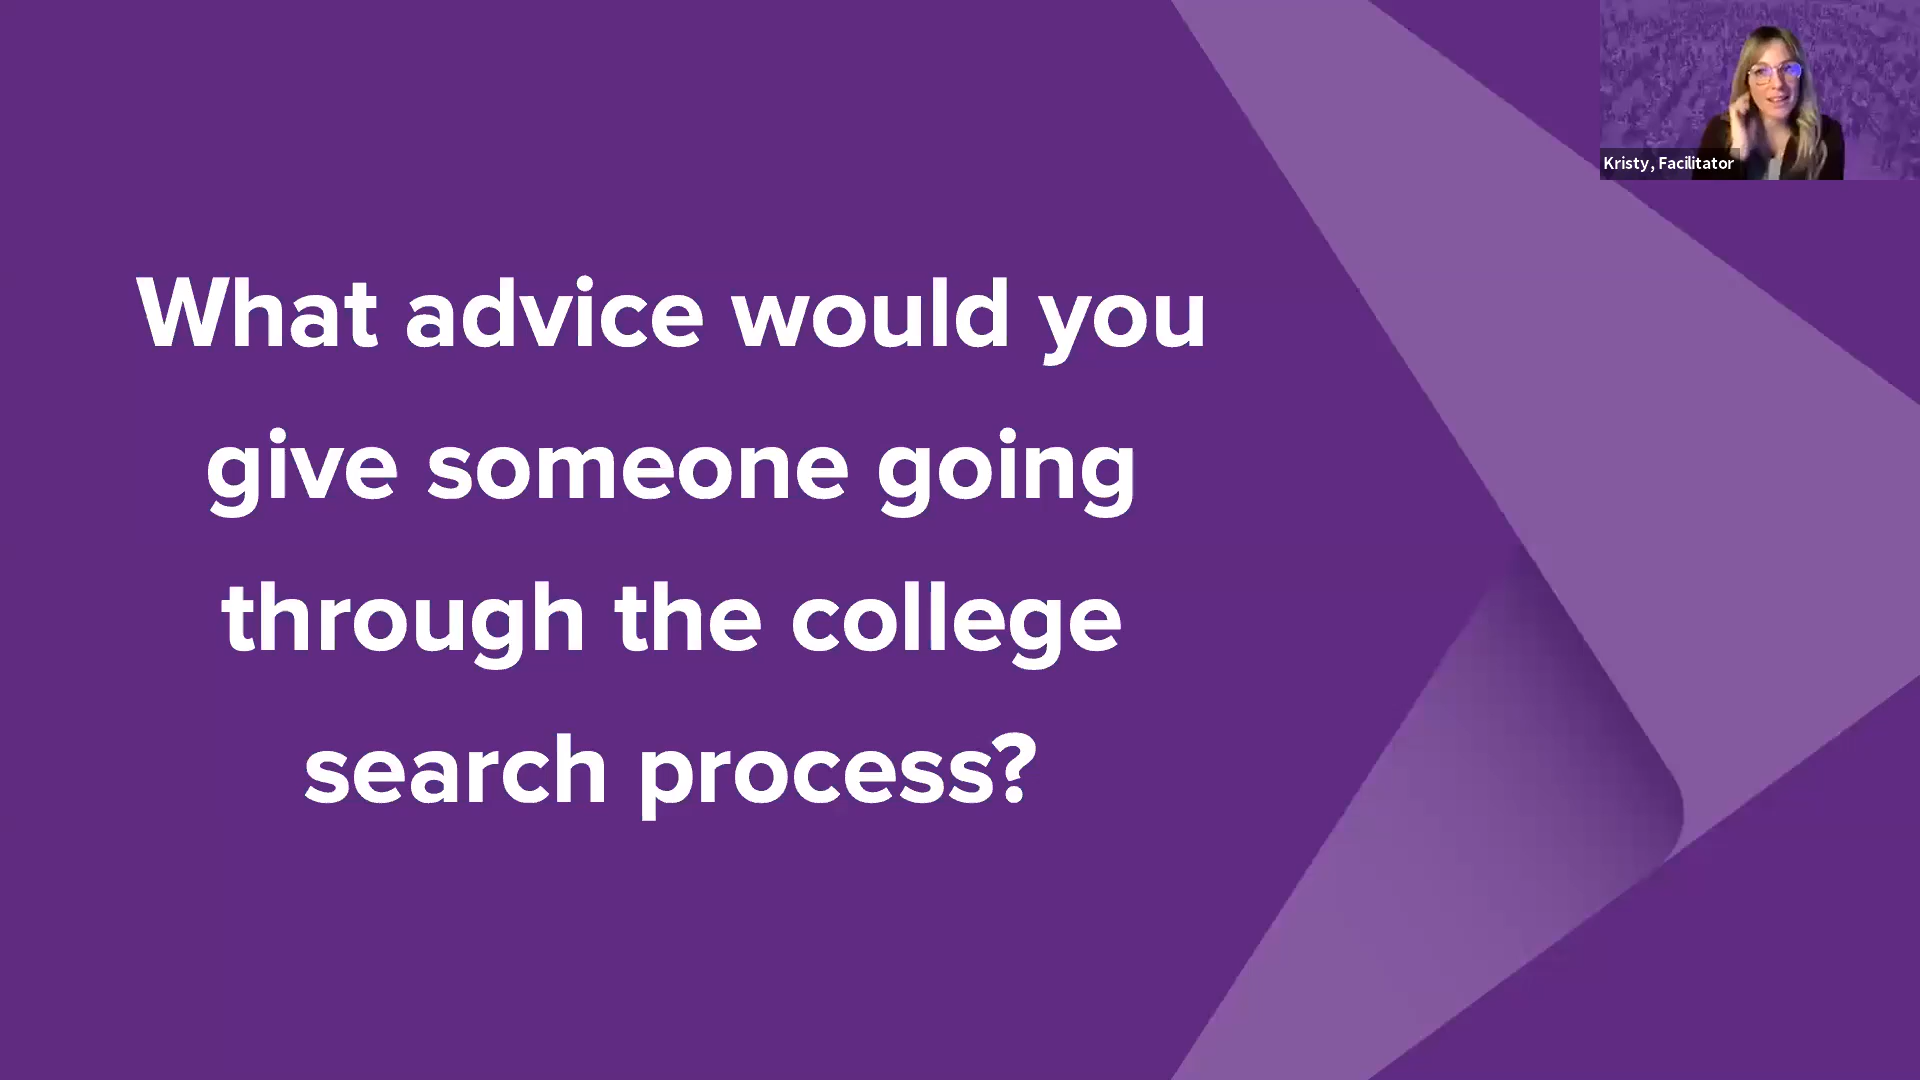 Kristy, Facilitator
What advice would you
give someone going
through the college
search process?